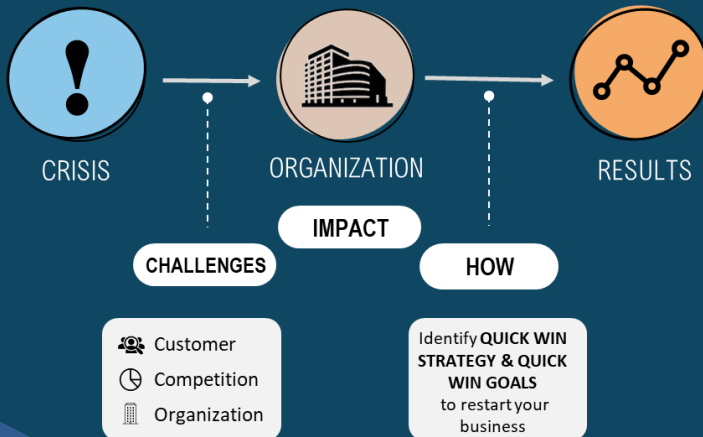 CRISIS
ORGANIZATION
RESULTS
IMPACT
CHALLENGES
HOW
Customer
Competition
Organization
Identify QUICK WIN
STRATEGY & QUICK
WIN GOALS
to restart your
business